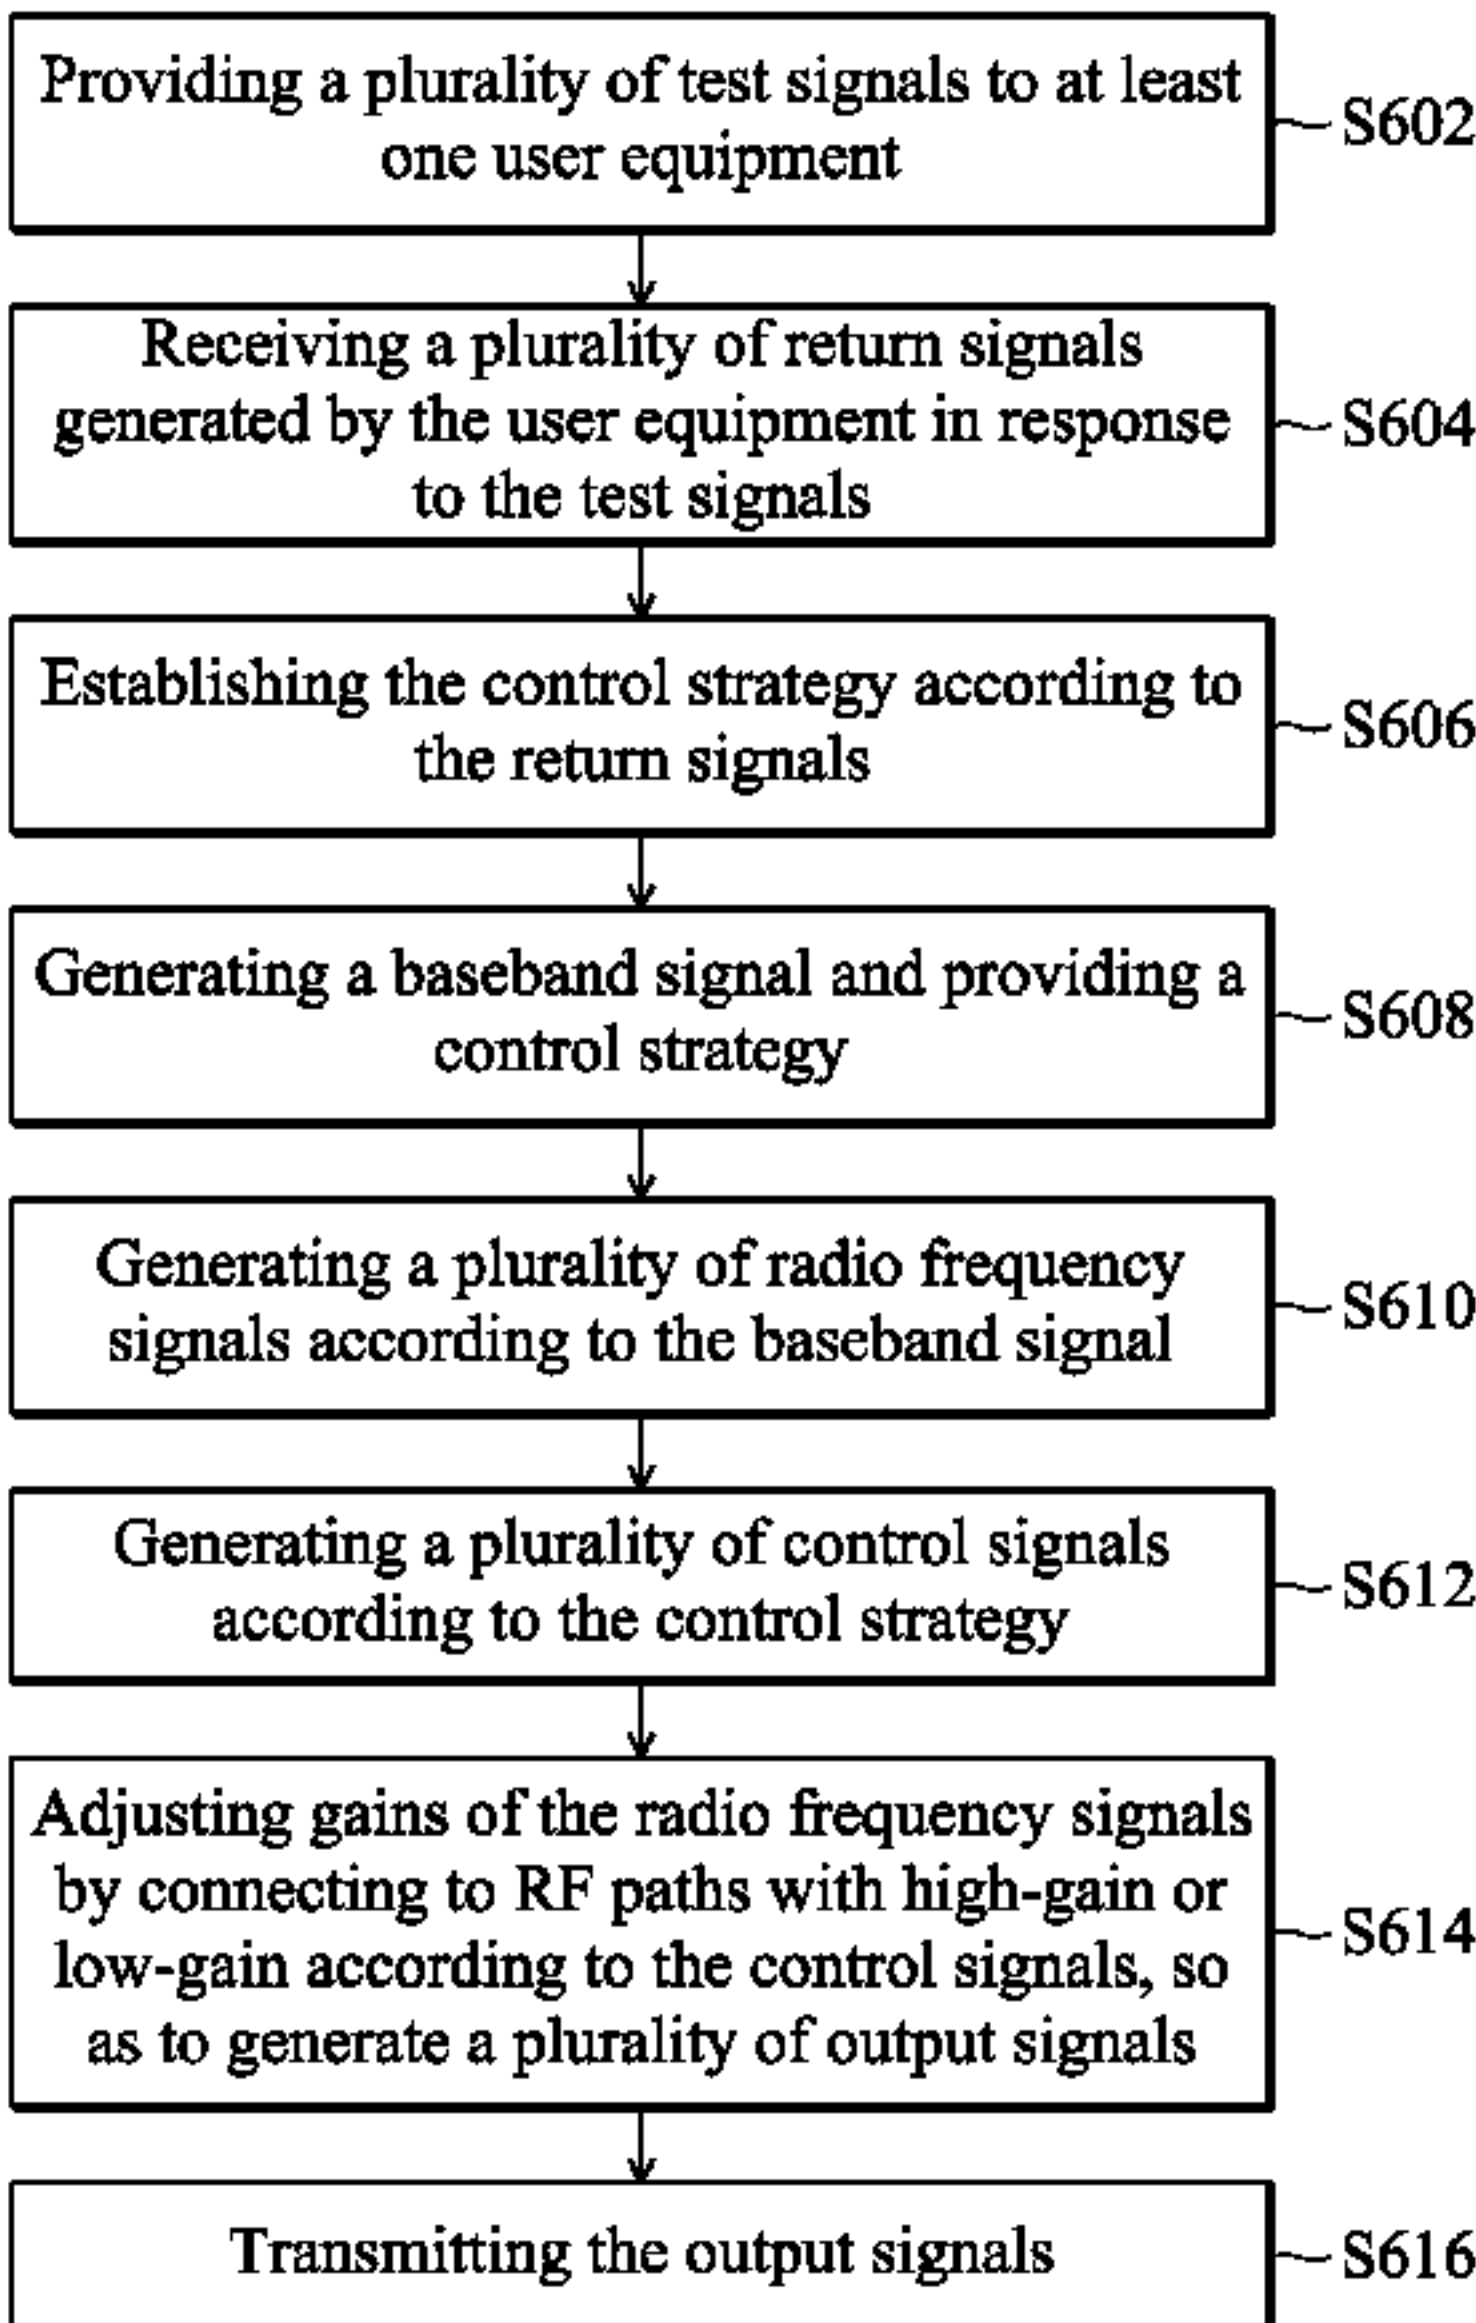 Providing a plurality of test signals to at least
one user equipment
S602
Receiving a plurality of return signals
generated by the user equipment in response
to the test signals
S604
Establishing the control strategy according to
the return signals
S606
Generating a baseband signal and providing a
control strategy
S608
Generating a plurality of radio frequency
signals according to the baseband signal
S610
Generating a plurality of control signals
according to the control strategy
S612
Adjusting gains of the radio frequency signals
by connecting to RF paths with high-gain or
low-gain according to the control signals, so
as to generate a plurality of output signals
S614
Transmitting the output signals
S616